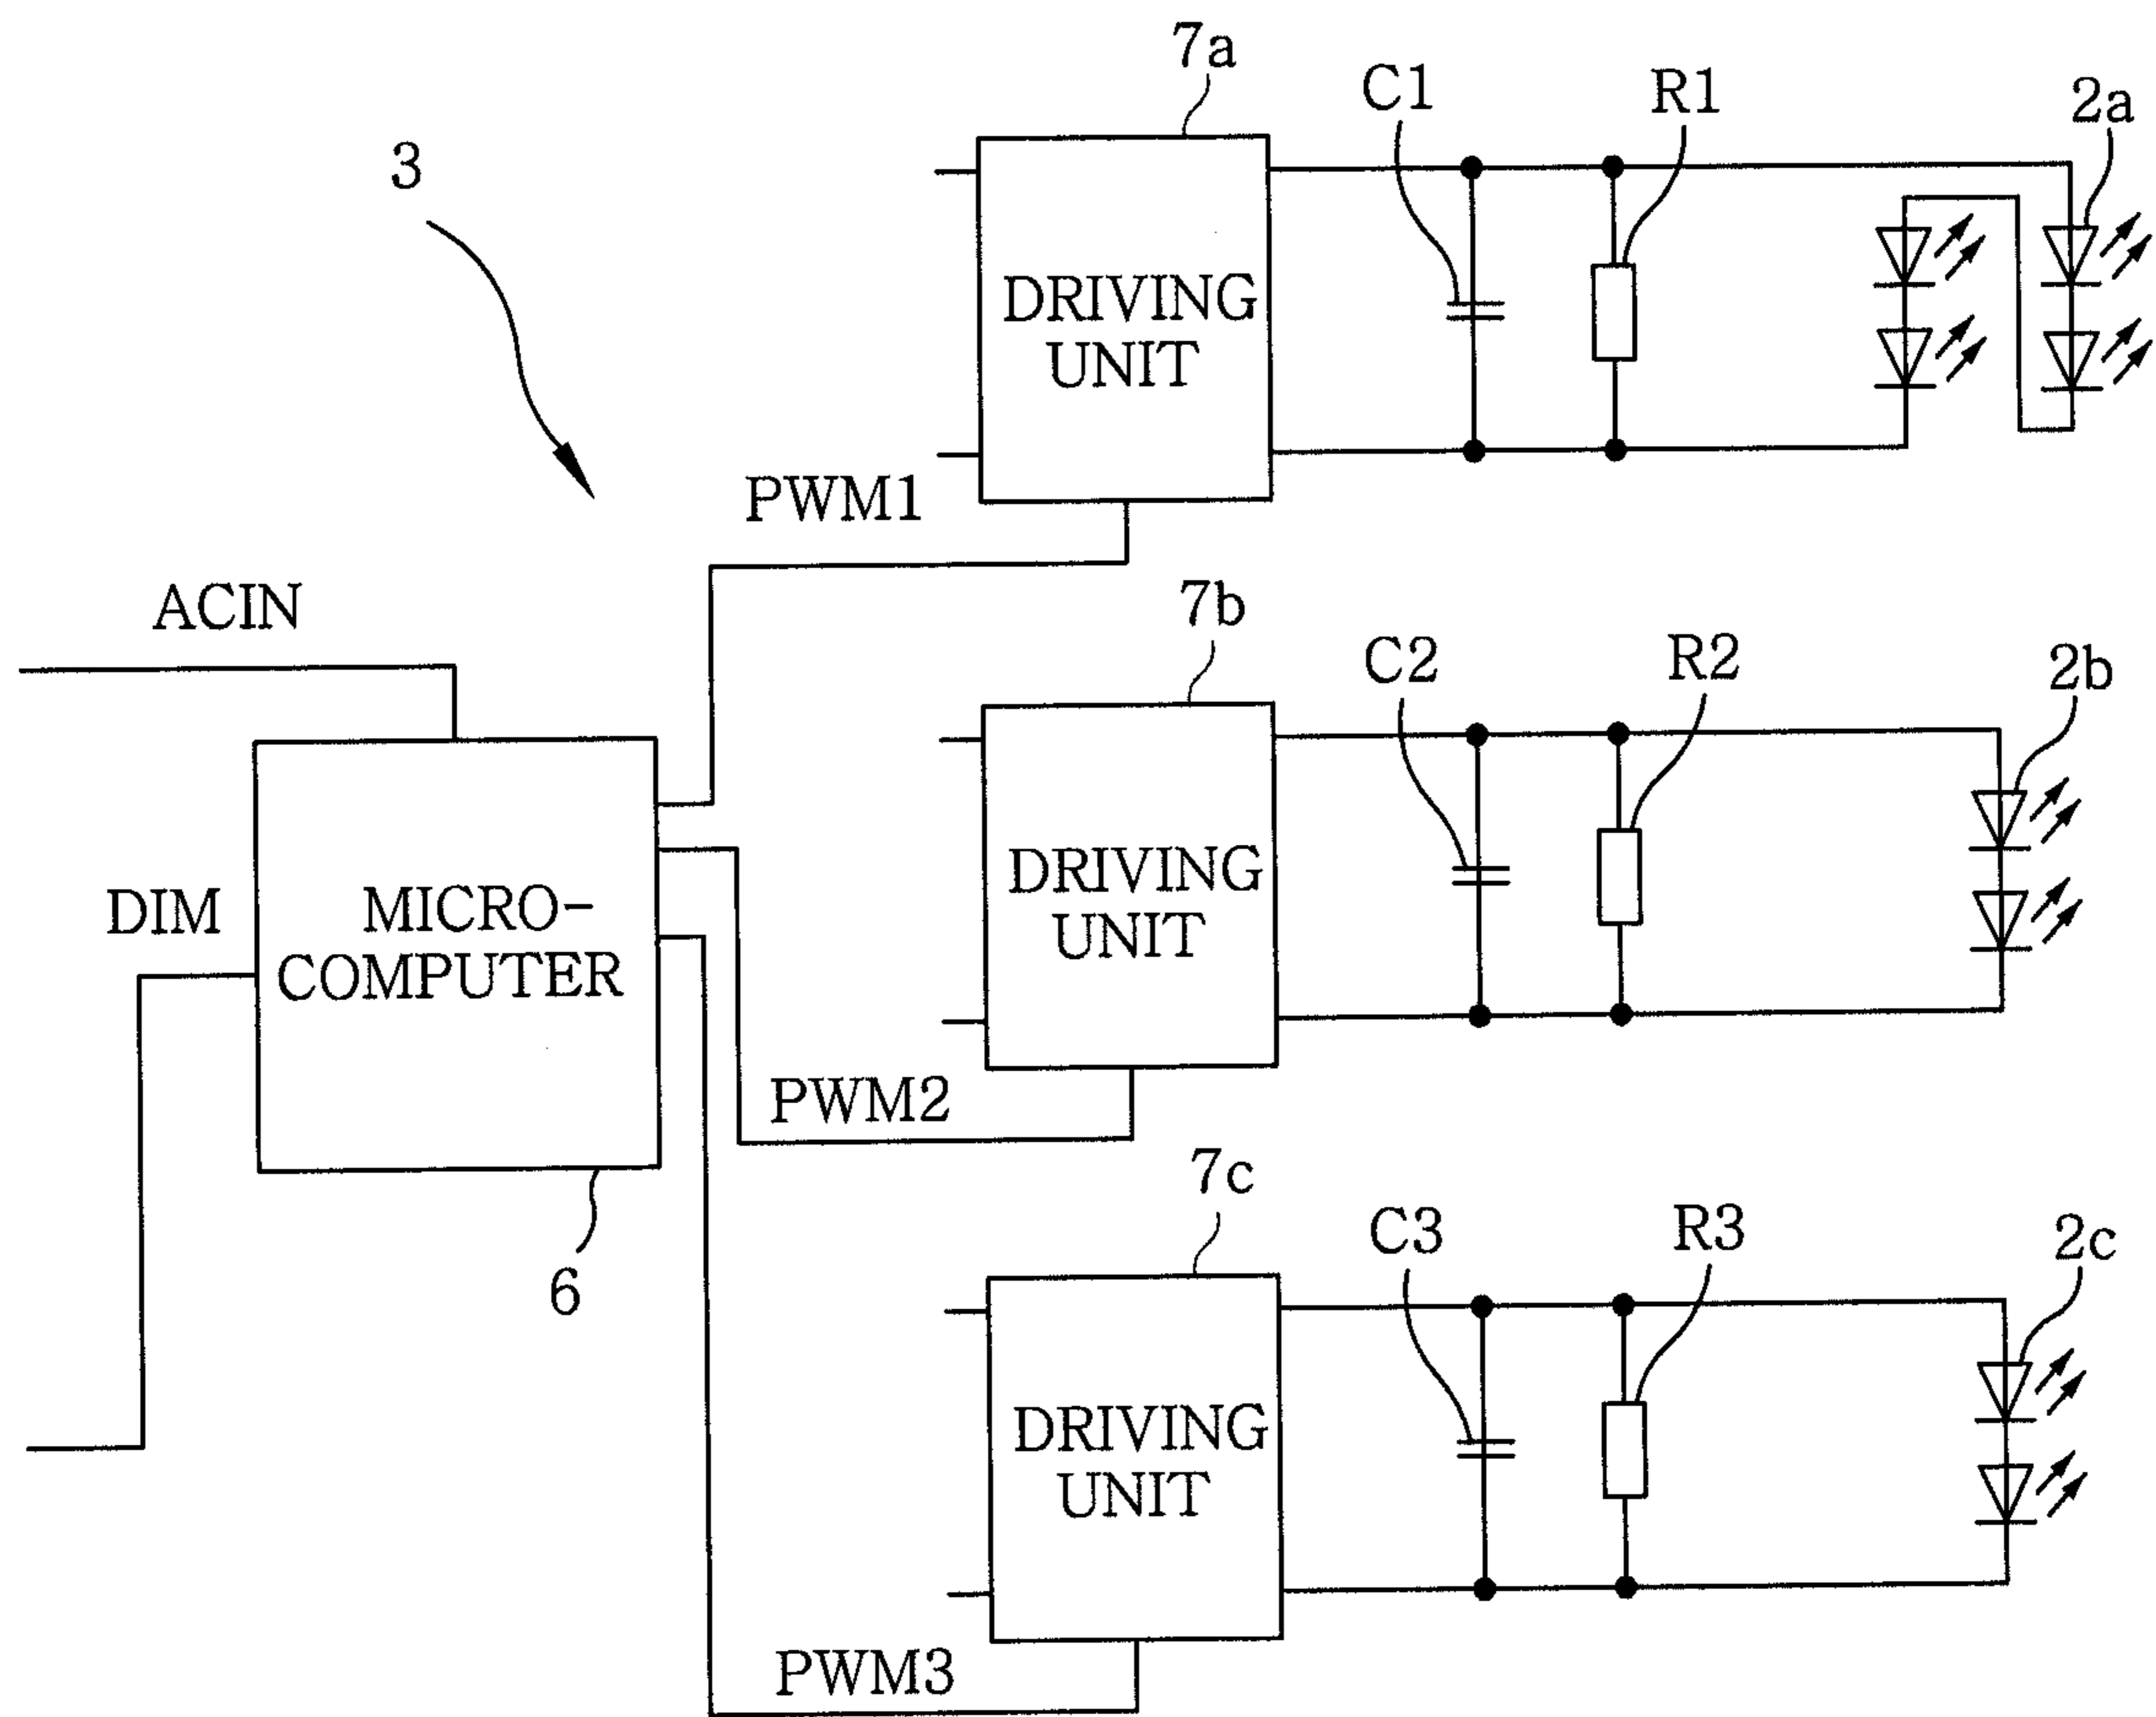 7a
C1
R1
2a
3
DRIVING
UNIT
PWM1
ACIN
7b
C2
R2
2b
DIM
MICRO-
COMPUTER
DRIVING
UNIT
PWM2
6
7c
C3
R3
2c
DRIVING
UNIT
PWM3